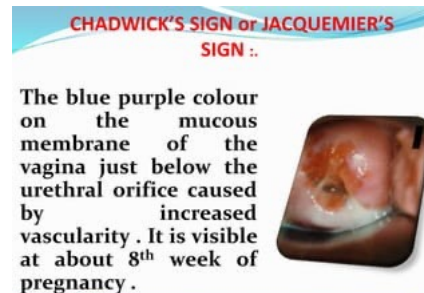 CHADWICK'S SIGN or JACQUEMIER'S
SIGN :.
The blue purple colour
on the mucous
membrane of the
vagina just below the
urethral orifice caused
by increased
vascularity . It is visible
at about 8th week of
pregnancy .